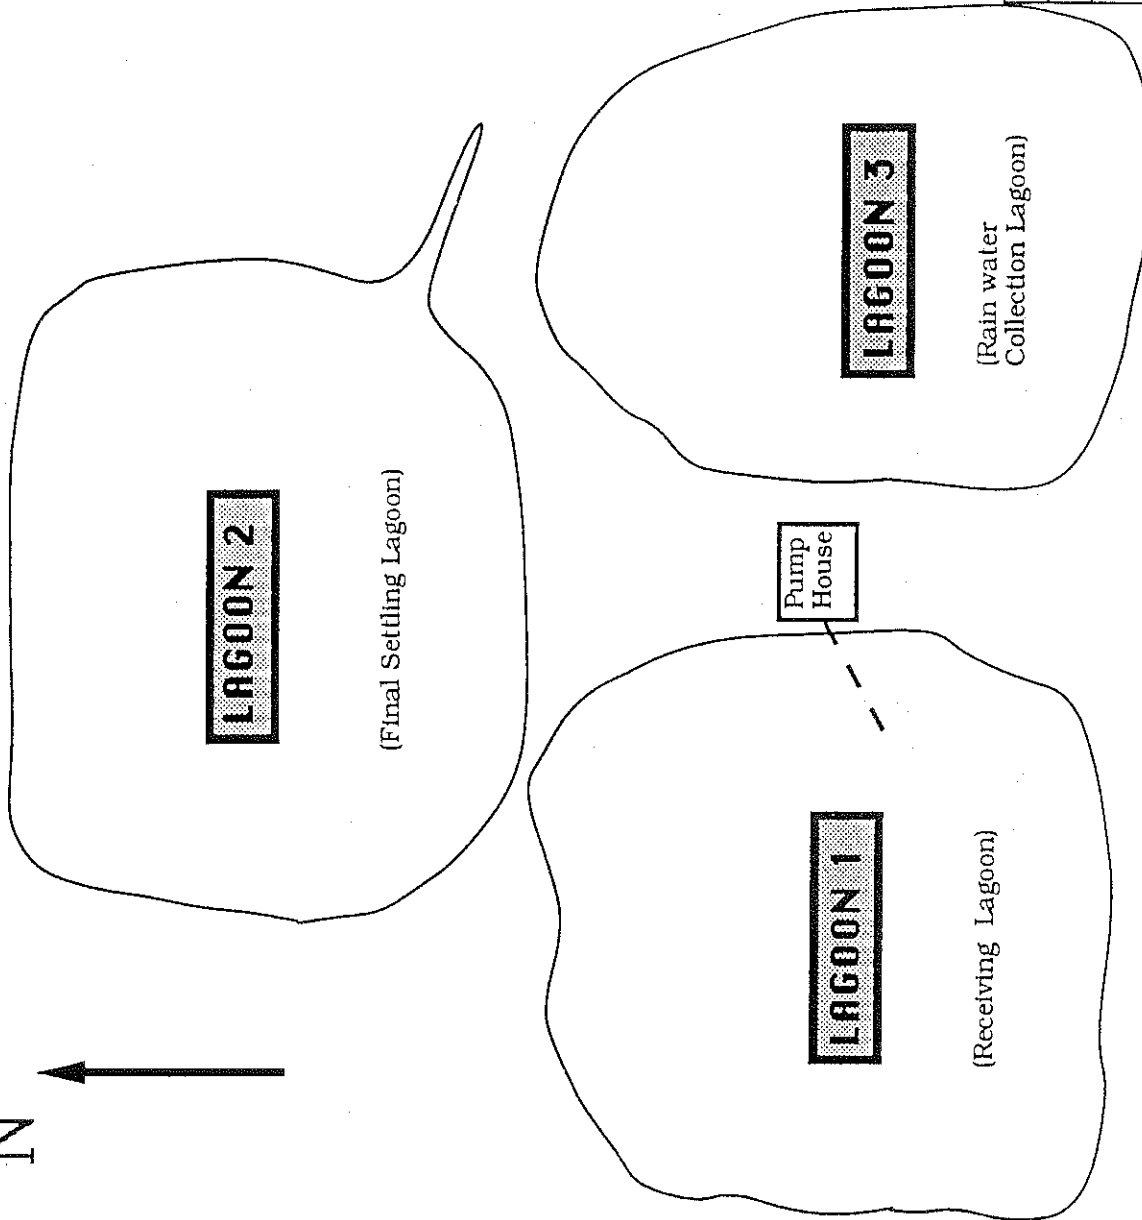 N
LAGOON 2
(Final Settling Lagoon)
LAGOON 1
(Receiving Lagoon)
Pump
House
LAGOON 3
(Rain water
Collection Lagoon)